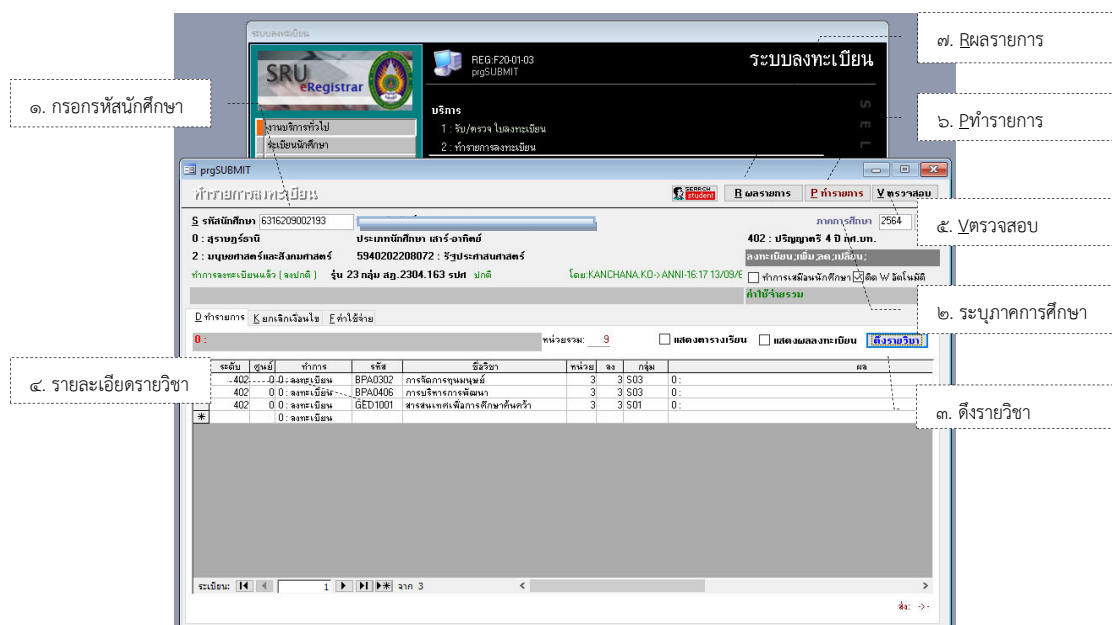 ระบบลงทะเบียน
๗. Rผลรายการ
REG:F20-01-03
prgSUBMIT
ระบบลงทะเบียน
SRU
eRegistrar
๑. กรอกรหัสนักศึกษา
บริการ
๖. Pทำรายการ
งานบริการทั่วไป
1 : รับ/ตรวจ ใบลงทะเบียน
ระเบียนนักศึกษา
2 : ทำรายการลงทะเบียน
prgSUBMIT
ทำรายการลงทะเบียน
SEARCH student
R ผลรายการ
P ทำรายการ
V ตรวจสอบ
S รหัสนักศึกษา 6316209002193
ภาคการศึกษา 2564
๕. Vตรวจสอบ
0 : สุราษฎร์ธานี
ประเภทนักศึกษา เสาร์-อาทิตย์
402 : ปริญญาตรี 4 ปี กศ.บท.
2 : มนุษยศาสตร์และสังคมศาสตร์
5940202208072 : รัฐประศาสนศาสตร์
ลงทะเบียน;เพิ่ม;ลด;เปลี่ยน;
ทำการลงทะเบียนแล้ว ( ลงปกติ )
รุ่น 23 กลุ่ม สฎ.2304.163 รปศ ปกติ
โดย:KANCHANA.KO-> ANNI-16:17 13/09/6
ทำการเสมือนนักศึกษา
ติด W อัตโนมัติ
ค่าใช้จ่ายรวม
๒. ระบุภาคการศึกษา
D ทำรายการ
K ยกเลิกเงื่อนไข
F ค่าใช้จ่าย
0 :
หน่วยรวม: 9
แสดงตารางเรียน
แสดงผลลงทะเบียน
ดึงรายวิชา
ระดับ ศูนย์ ทำการ รหัส ชื่อวิชา หน่วย ลง กลุ่ม ผล
๔. รายละเอียดรายวิชา
402 0 0 : ลงทะเบียน BPA0302 การจัดการทุนมนุษย์ 3 3 S03 0 :
402 0 0 : ลงทะเบียน BPA0406 การบริหารการพัฒนา 3 3 S03 0 :
402 0 0 : ลงทะเบียน GED1001 สารสนเทศเพื่อการศึกษาค้นคว้า 3 3 S01 0 :
0 : ลงทะเบียน
๓. ดึงรายวิชา
ระเบียน: 1 จาก 3
ส่ง: ->-